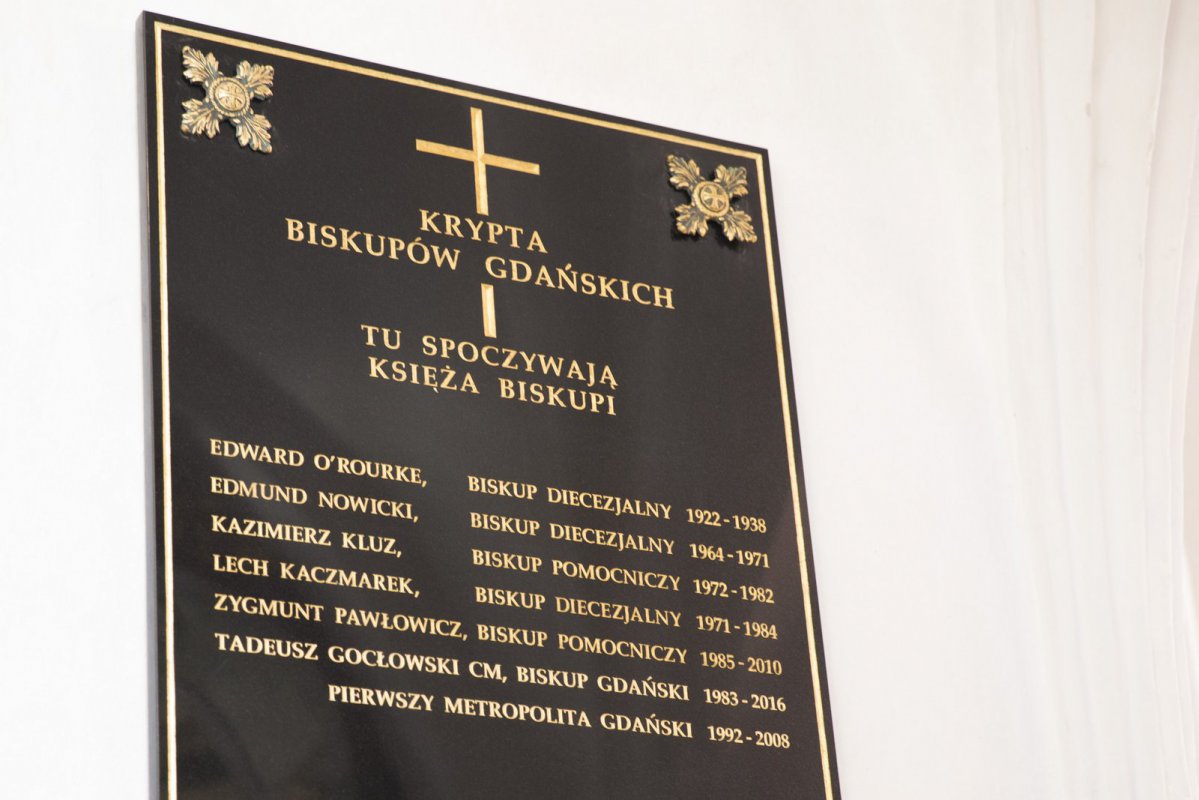 KRYPTA
BISKUPÓW GDAŃSKICH
TU SPOCZYWAJĄ
KSIĘŻA BISKUPI
EDWARD O'ROURKE, BISKUP DIECEZJALNY 1922-1938
EDMUND NOWICKI, BISKUP DIECEZJALNY 1964-1971
KAZIMIERZ KLUZ, BISKUP POMOCNICZY 1972-1982
LECH KACZMAREK, BISKUP DIECEZJALNY 1971-1984
ZYGMUNT PAWŁOWICZ, BISKUP POMOCNICZY 1985-2010
TADEUSZ GOCŁOWSKI CM, BISKUP GDAŃSKI 1983-2016
PIERWSZY METROPOLITA GDAŃSKI 1992-2008